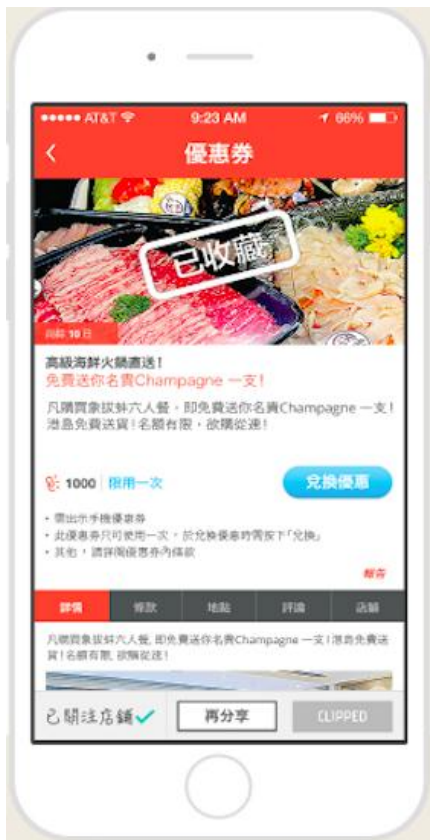 AT&T 9:23 AM 66%
優惠券
已收藏
尚餘 10 日
高級海鮮火鍋直送!
免費送你名貴Champagne 一支!
凡購買象拔蚌六人餐,即免費送你名貴Champagne 一支!
港島免費送貨!名額有限,欲購從速!
1000 限用一次
兌換優惠
• 需出示手機優惠券
• 此優惠券只可使用一次,於兌換優惠時需按下「兌換」
• 其他,請詳閱優惠券內條款
報告
詳情 條款 地點 評論 店舖
凡購買象拔蚌六人餐, 即免費送你名貴Champagne 一支!港島免費送
貨!名額有限, 欲購從速!
已關注店鋪✓ 再分享 CLIPPED